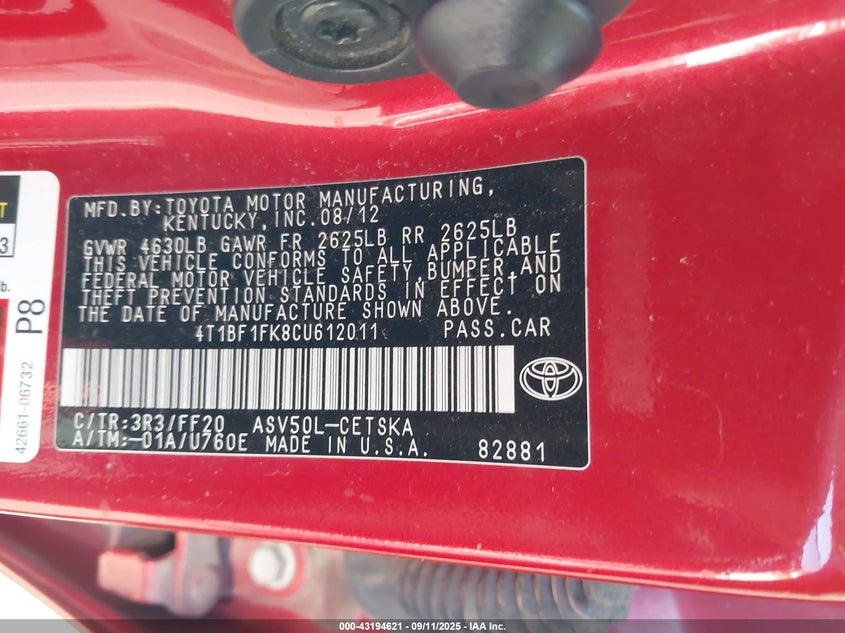 MFD.BY:TOYOTA MOTOR MANUFACTURING,
KENTUCKY, INC. 08/12
GVWR 4630LB GAWR FR 2625LB RR 2625LB
THIS VEHICLE CONFORMS TO ALL APPLICABLE
FEDERAL MOTOR VEHICLE SAFETY, BUMPER, AND
THEFT PREVENTION STANDARDS IN EFFECT ON
THE DATE OF MANUFACTURE SHOWN ABOVE.
4T1BF1FK8CU612011 PASS.CAR
C/TR:3R3/FF20 ASV50L-CETSKA
A/TM:-01A/U760E MADE IN U.S.A. 82881
T
3
lb.
P8
42661-06732
000-43194621 - 09/11/2025 - IAA Inc.